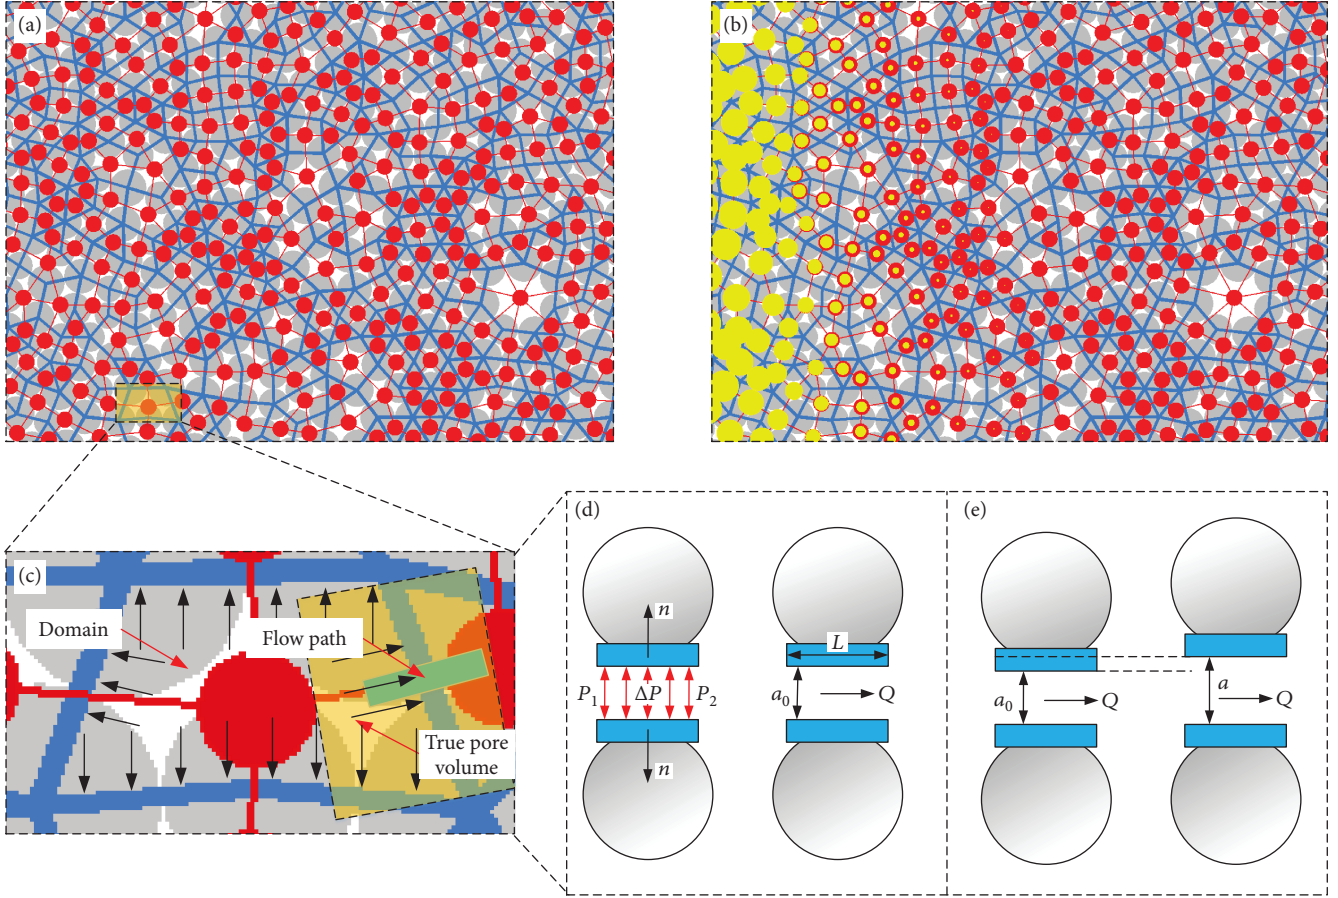 (a)
(b)
(c)
Domain
Flow path
True pore
volume
(d)
n
P1
ΔP
P2
n
L
a0
Q
(e)
a0
Q
a
Q